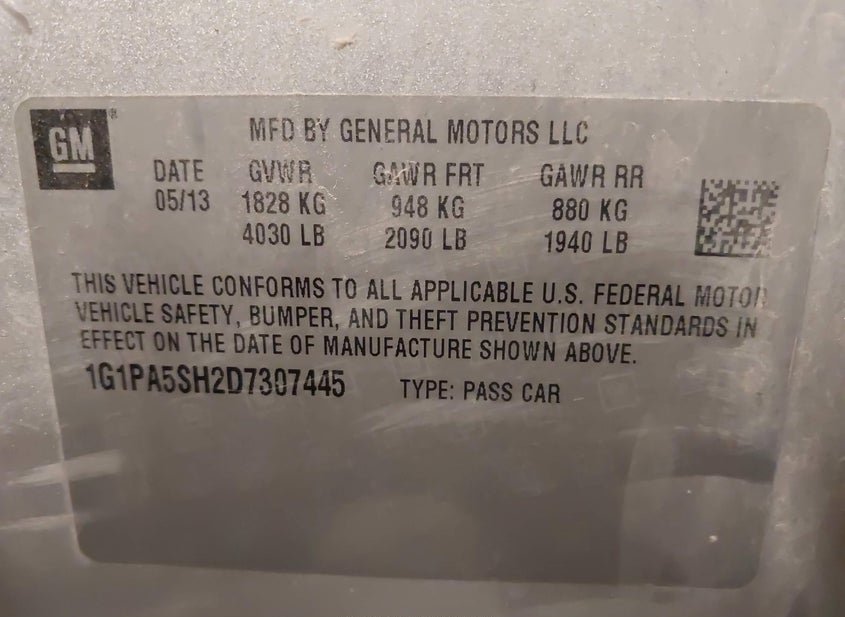 GM ®
MFD BY GENERAL MOTORS LLC
DATE GVWR GAWR FRT GAWR RR
05/13 1828 KG 948 KG 880 KG
4030 LB 2090 LB 1940 LB
THIS VEHICLE CONFORMS TO ALL APPLICABLE U.S. FEDERAL MOTOR
VEHICLE SAFETY, BUMPER, AND THEFT PREVENTION STANDARDS IN
EFFECT ON THE DATE OF MANUFACTURE SHOWN ABOVE.
1G1PA5SH2D7307445 TYPE: PASS CAR